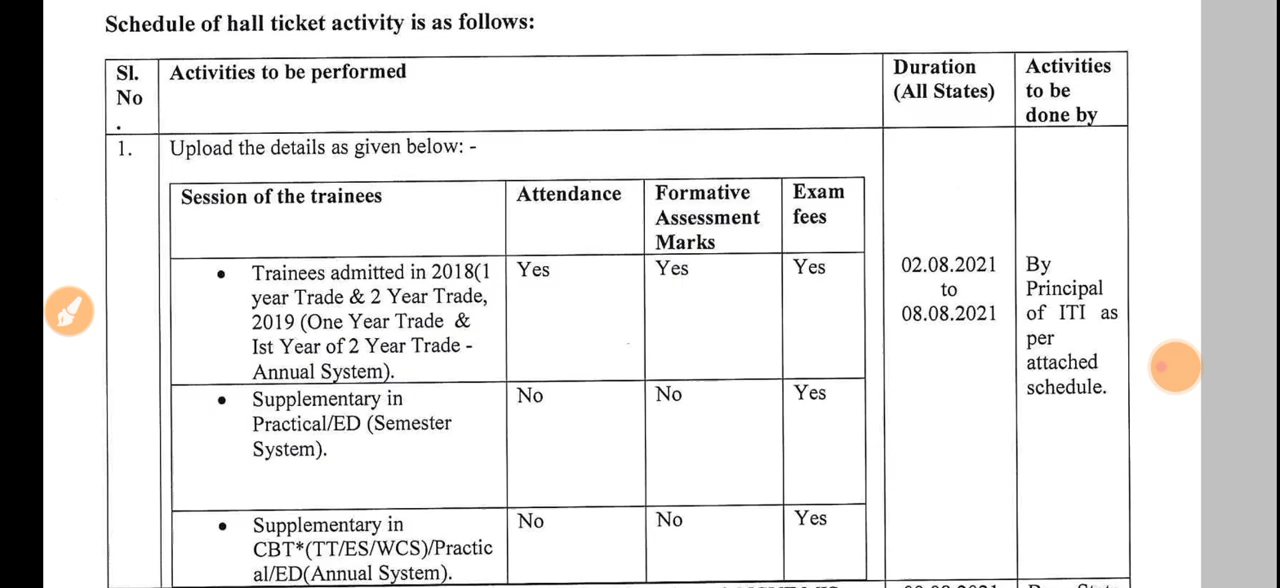 Schedule of hall ticket activity is as follows:
Sl. No .
Activities to be performed
Duration (All States)
Activities to be done by
1.
Upload the details as given below: -
Session of the trainees
Attendance
Formative Assessment Marks
Exam fees
• Trainees admitted in 2018(1
year Trade & 2 Year Trade,
2019 (One Year Trade &
Ist Year of 2 Year Trade -
Annual System).
Yes
Yes
Yes
• Supplementary in
Practical/ED (Semester
System).
No
No
Yes
• Supplementary in
CBT*(TT/ES/WCS)/Practic
al/ED(Annual System).
No
No
Yes
02.08.2021
to
08.08.2021
By
Principal
of ITI as
per
attached
schedule.